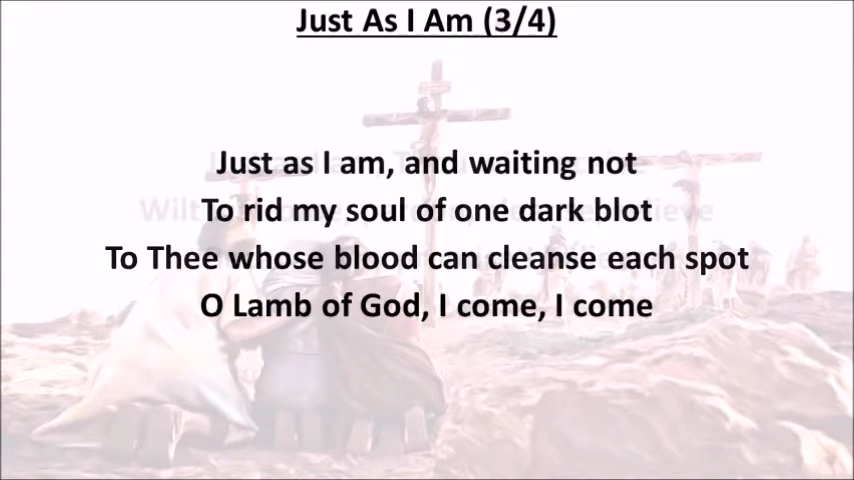 Just As I Am (3/4)
Just as I am, and waiting not
To rid my soul of one dark blot
To Thee whose blood can cleanse each spot
O Lamb of God, I come, I come